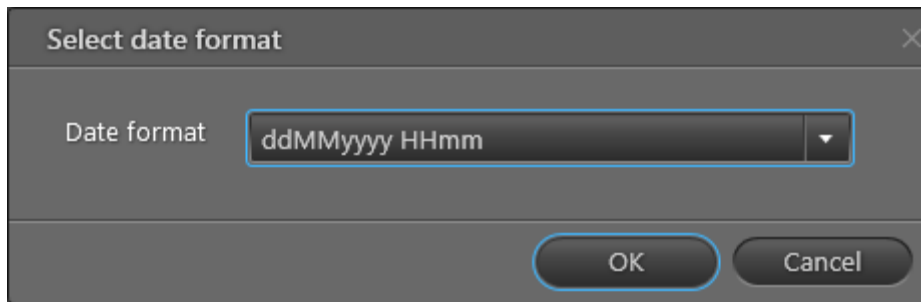 Select date format
Date format
ddMMyyyy HHmm
OK
Cancel